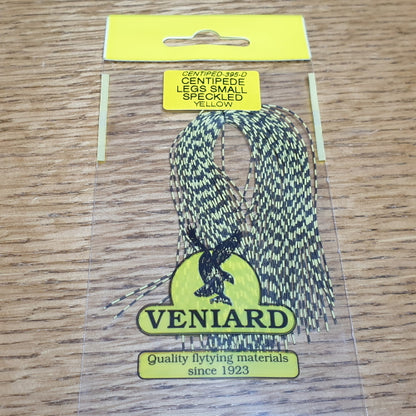 CENTIPED-395-D
CENTIPEDE
LEGS SMALL
SPECKLED
YELLOW
VENIARD
Quality flytying materials
since 1923